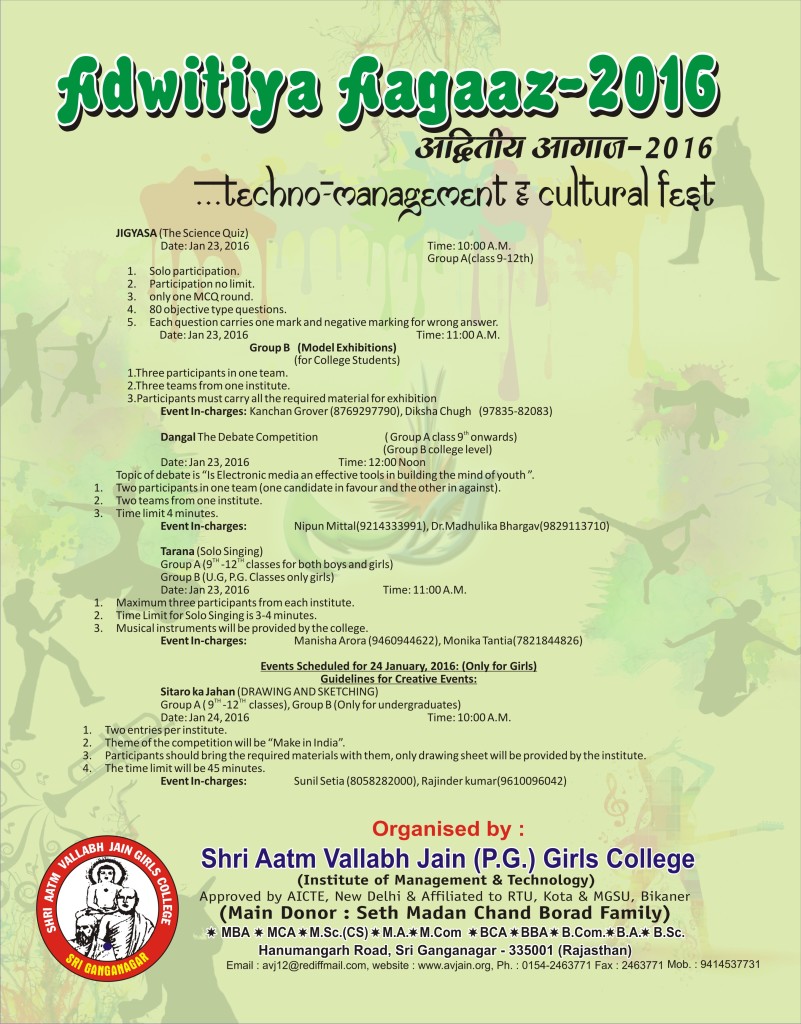 Adwitiya Aagaaz-2016
अद्वितीय आगाज-2016
...techno-management & cultural fest
JIGYASA (The Science Quiz)
Date: Jan 23, 2016 Time: 10:00 A.M.
Group A(class 9-12th)
1. Solo participation.
2. Participation no limit.
3. only one MCQ round.
4. 80 objective type questions.
5. Each question carries one mark and negative marking for wrong answer.
Date: Jan 23, 2016 Time: 11:00 A.M.
Group B (Model Exhibitions)
(for College Students)
1.Three participants in one team.
2.Three teams from one institute.
3.Participants must carry all the required material for exhibition
Event In-charges: Kanchan Grover (8769297790), Diksha Chugh (97835-82083)
Dangal The Debate Competition ( Group A class 9th onwards)
(Group B college level)
Date: Jan 23, 2016 Time: 12:00 Noon
Topic of debate is “Is Electronic media an effective tools in building the mind of youth”.
1. Two participants in one team (one candidate in favour and the other in against).
2. Two teams from one institute.
3. Time limit 4 minutes.
Event In-charges: Nipun Mittal(9214333991), Dr.Madhulika Bhargav(9829113710)
Tarana (Solo Singing)
Group A (9TH -12TH classes for both boys and girls)
Group B (U.G, P.G. Classes only girls)
Date: Jan 23, 2016 Time: 11:00 A.M.
1. Maximum three participants from each institute.
2. Time Limit for Solo Singing is 3-4 minutes.
3. Musical instruments will be provided by the college.
Event In-charges: Manisha Arora (9460944622), Monika Tantia(7821844826)
Events Scheduled for 24 January, 2016: (Only for Girls)
Guidelines for Creative Events:
Sitaro ka Jahan (DRAWING AND SKETCHING)
Group A ( 9TH -12TH classes), Group B (Only for undergraduates)
Date: Jan 24, 2016 Time: 10:00 A.M.
1. Two entries per institute.
2. Theme of the competition will be “Make in India”.
3. Participants should bring the required materials with them, only drawing sheet will be provided by the institute.
4. The time limit will be 45 minutes.
Event In-charges: Sunil Setia (8058282000), Rajinder kumar(9610096042)
Organised by :
Shri Aatm Vallabh Jain (P.G.) Girls College
(Institute of Management & Technology)
Approved by AICTE, New Delhi & Affiliated to RTU, Kota & MGSU, Bikaner
(Main Donor : Seth Madan Chand Borad Family)
✷ MBA ✷ MCA ✷ M.Sc.(CS) ✷ M.A. ✷ M.Com ✷ BCA ✷ BBA ✷ B.Com. ✷ B.A. ✷ B.Sc.
Hanumangarh Road, Sri Ganganagar - 335001 (Rajasthan)
Email : avj12@rediffmail.com, website : www.avjain.org, Ph. : 0154-2463771 Fax : 2463771 Mob. : 9414537731
SHRI AATM VALLABH JAIN GIRLS COLLEGE
SRI GANGANAGAR